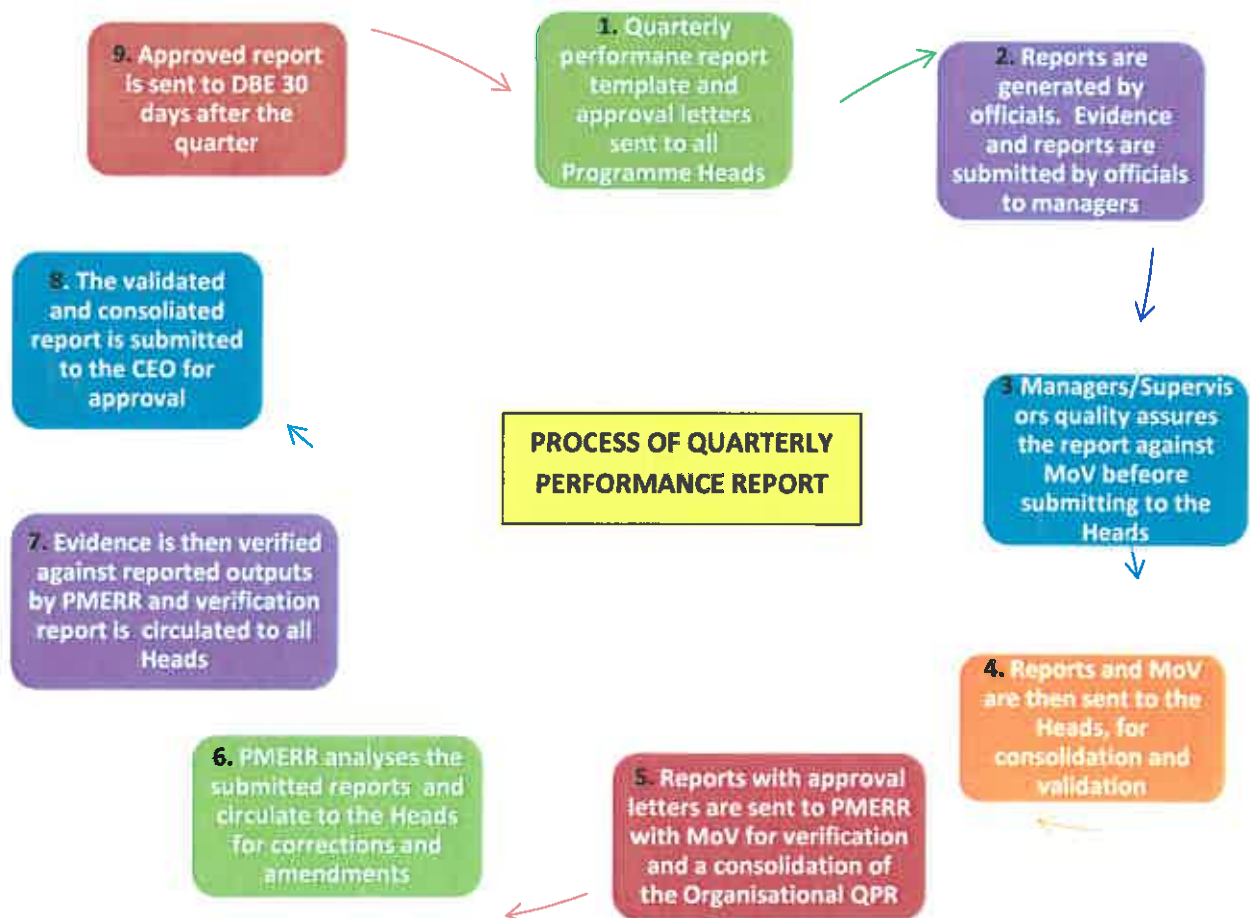 1. Quarterly
performane report
template and
approval letters
sent to all
Programme Heads
2. Reports are
generated by
officials. Evidence
and reports are
submitted by officials
to managers
3 Managers/Supervis
ors quality assures
the report against
MoV befeore
submitting to the
Heads
4. Reports and MoV
are then sent to the
Heads, for
consolidation and
validation
5. Reports with approval
letters are sent to PMERR
with MoV for verification
and a consolidation of
the Organisational QPR
6. PMERR analyses the
submitted reports and
circulate to the Heads
for corrections and
amendments
7. Evidence is then verified
against reported outputs
by PMERR and verification
report is circulated to all
Heads
8. The validated
and consoliated
report is submitted
to the CEO for
approval
9. Approved report
is sent to DBE 30
days after the
quarter
PROCESS OF QUARTERLY
PERFORMANCE REPORT